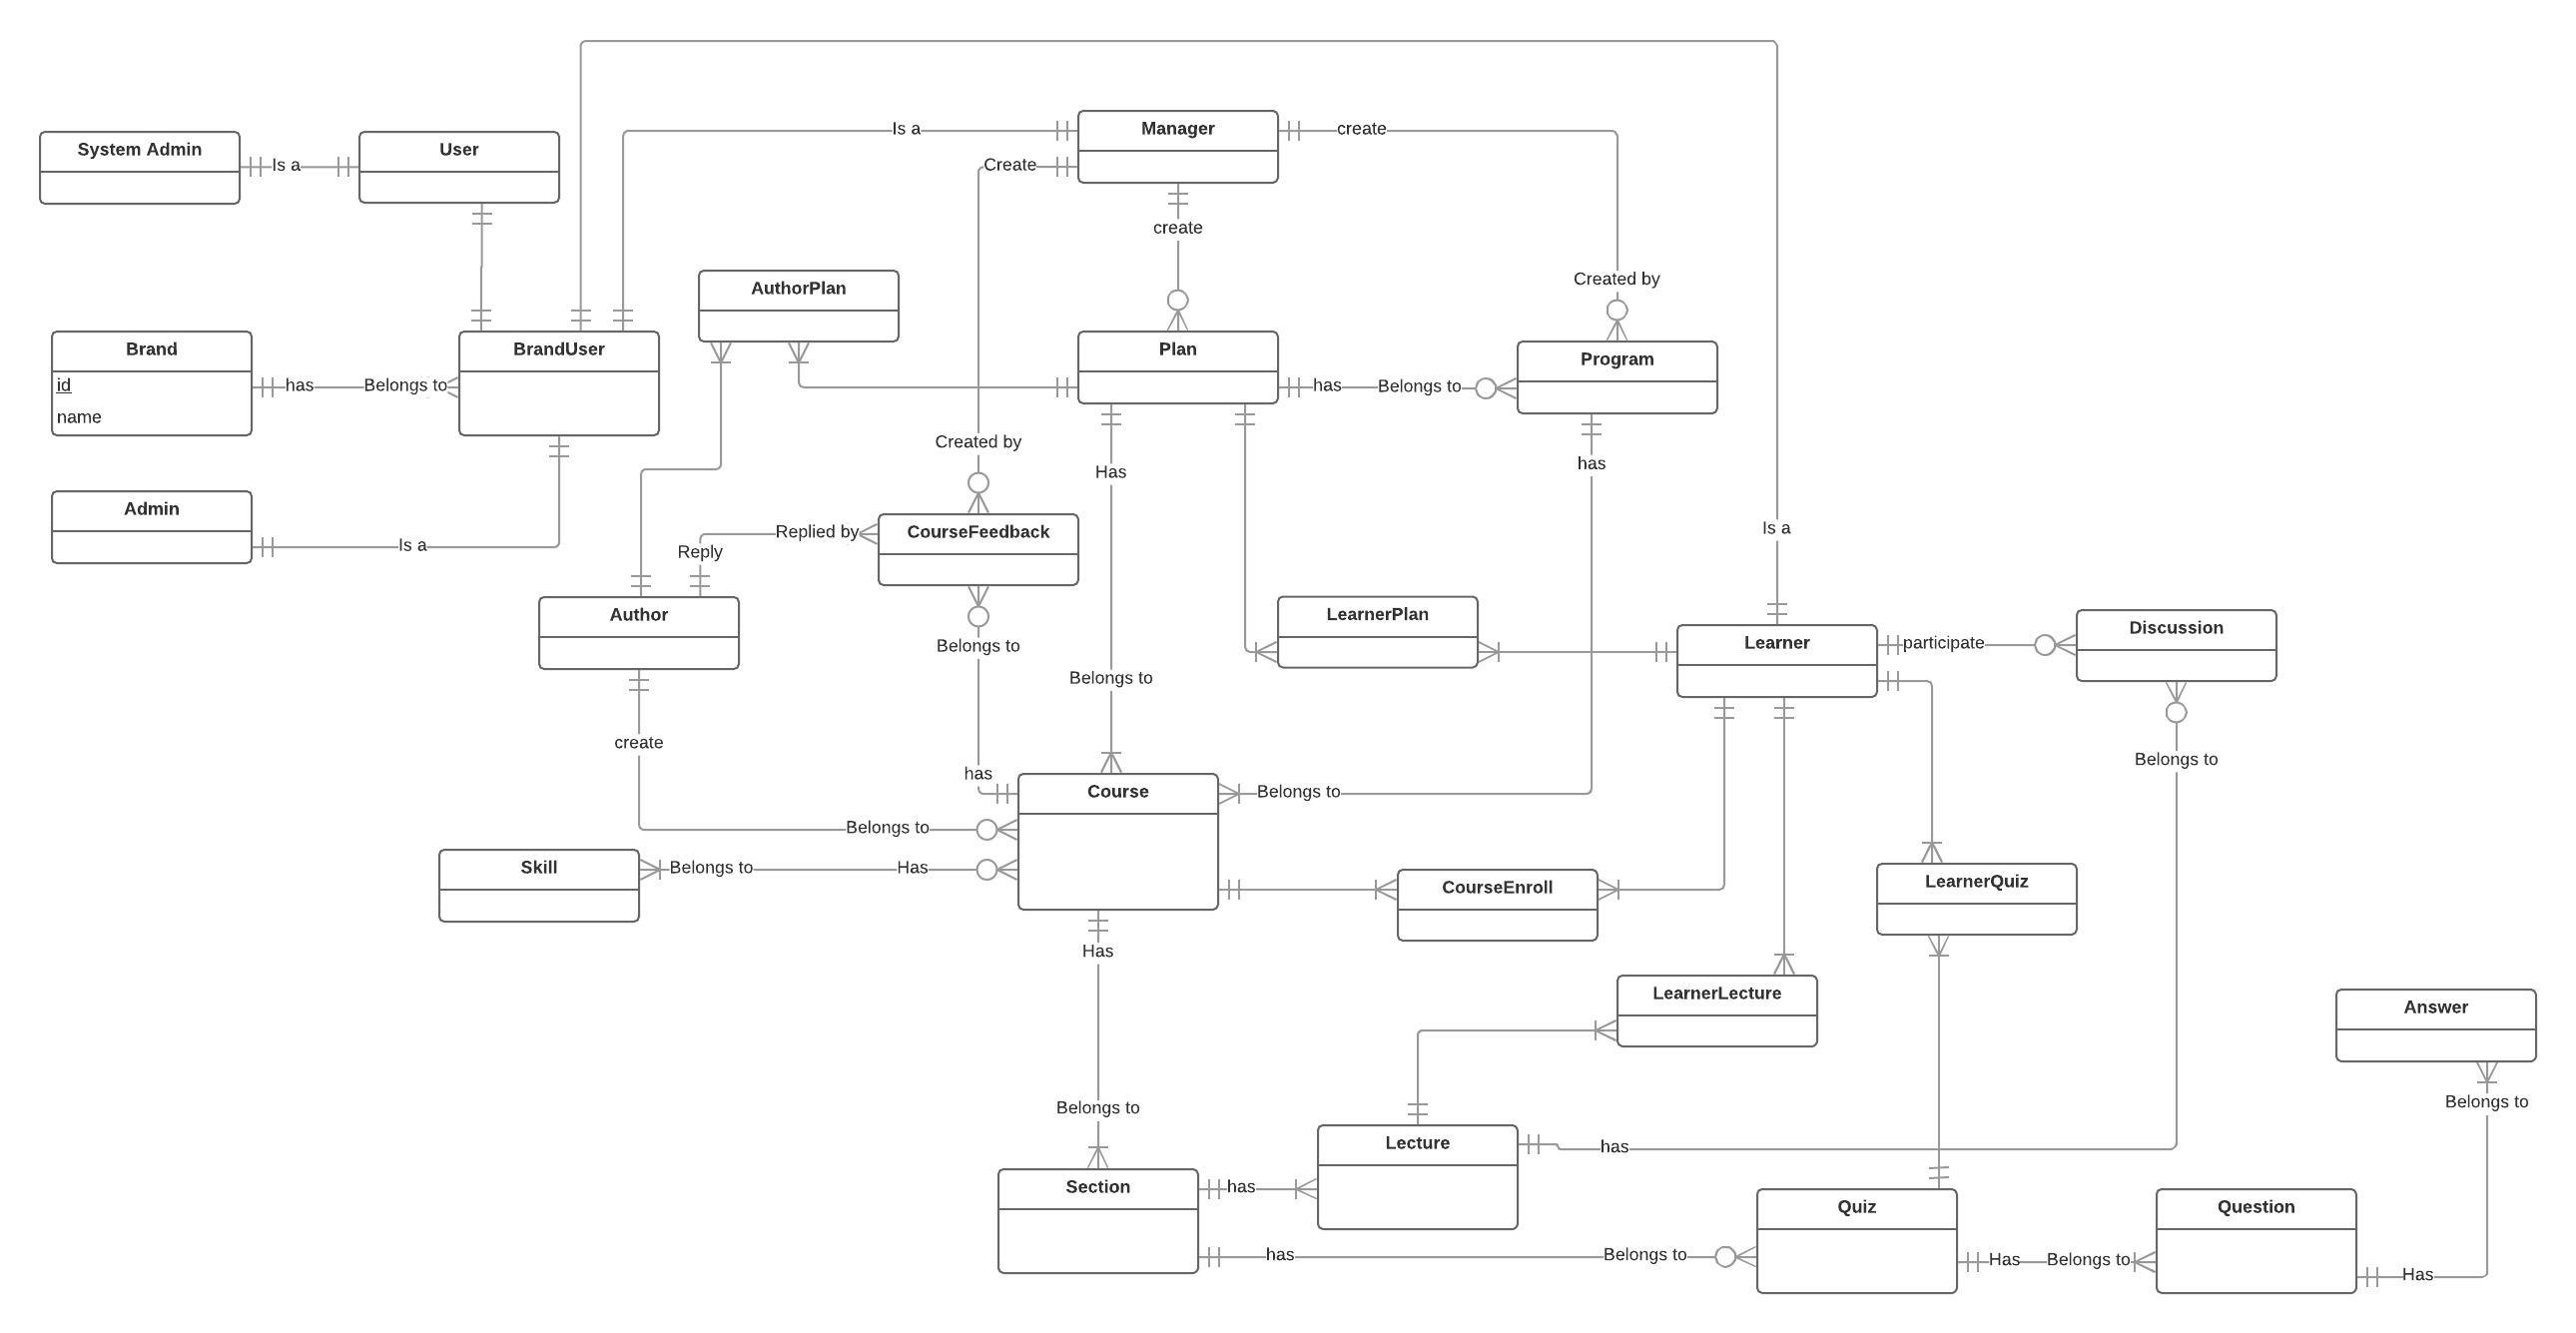 Manager
Is a
create
System Admin
User
Is a
Create
create
AuthorPlan
Created by
Brand
id
name
has
Belongs to
BrandUser
Plan
has
Belongs to
Program
Created by
Has
has
Admin
Is a
Reply
Replied by
CourseFeedback
Is a
Author
Belongs to
LearnerPlan
Learner
participate
Discussion
Belongs to
create
has
Course
Belongs to
Belongs to
Belongs to
Skill
Belongs to
Has
CourseEnroll
LearnerQuiz
Has
LearnerLecture
Answer
Belongs to
Belongs to
Lecture
has
Section
has
Quiz
Question
has
Belongs to
Has
Belongs to
Has